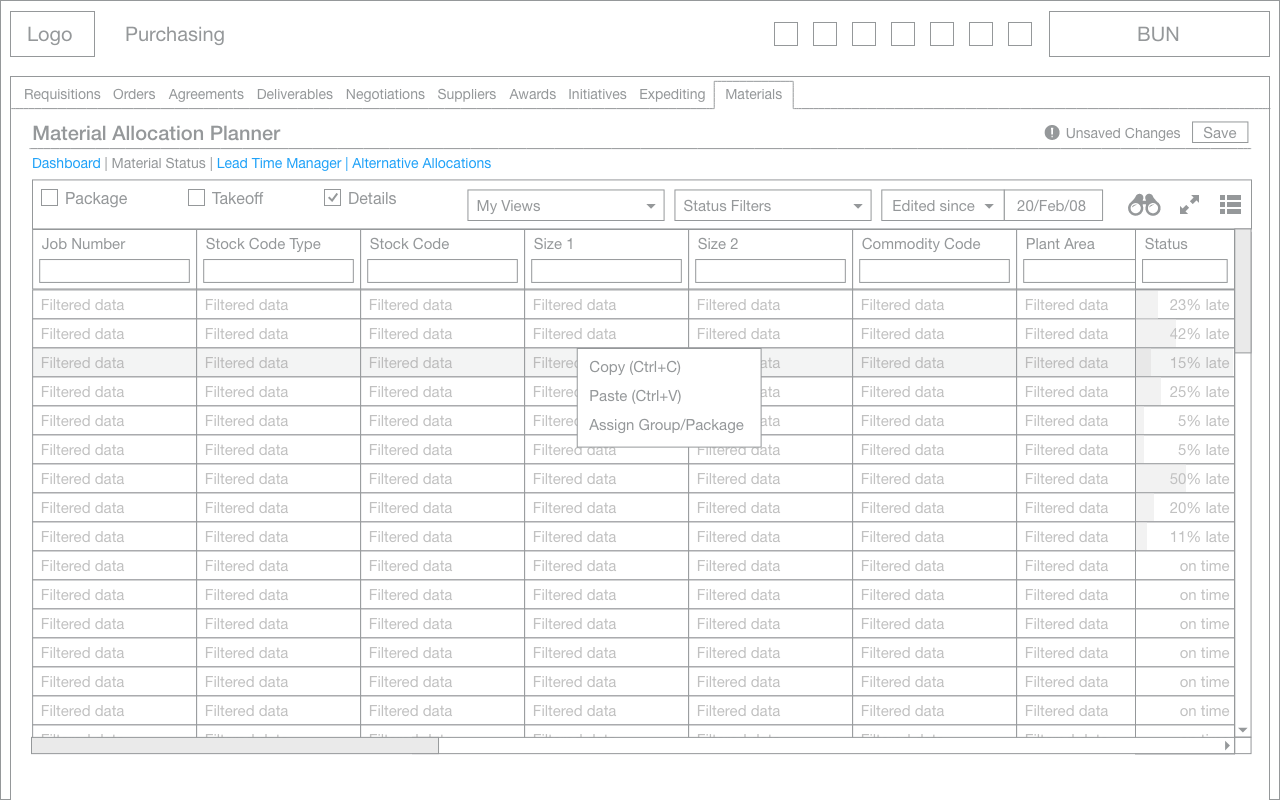 Logo Purchasing BUN
Requisitions Orders Agreements Deliverables Negotiations Suppliers Awards Initiatives Expediting Materials
Material Allocation Planner ! Unsaved Changes Save
Dashboard | Material Status | Lead Time Manager | Alternative Allocations
Package Takeoff Details My Views Status Filters Edited since 20/Feb/08
Job Number Stock Code Type Stock Code Size 1 Size 2 Commodity Code Plant Area Status
Filtered data Filtered data Filtered data Filtered data Filtered data Filtered data Filtered data 23% late
Filtered data Filtered data Filtered data Filtered data Filtered data Filtered data Filtered data 42% late
Filtered data Filtered data Filtered data Copy (Ctrl+C) Filtered data Filtered data 15% late
Filtered data Filtered data Filtered data Paste (Ctrl+V) Filtered data Filtered data 25% late
Filtered data Filtered data Filtered data Assign Group/Package Filtered data Filtered data 5% late
Filtered data Filtered data Filtered data Filtered data Filtered data Filtered data Filtered data 5% late
Filtered data Filtered data Filtered data Filtered data Filtered data Filtered data Filtered data 50% late
Filtered data Filtered data Filtered data Filtered data Filtered data Filtered data Filtered data 20% late
Filtered data Filtered data Filtered data Filtered data Filtered data Filtered data Filtered data 11% late
Filtered data Filtered data Filtered data Filtered data Filtered data Filtered data Filtered data on time
Filtered data Filtered data Filtered data Filtered data Filtered data Filtered data Filtered data on time
Filtered data Filtered data Filtered data Filtered data Filtered data Filtered data Filtered data on time
Filtered data Filtered data Filtered data Filtered data Filtered data Filtered data Filtered data on time
Filtered data Filtered data Filtered data Filtered data Filtered data Filtered data Filtered data on time
Filtered data Filtered data Filtered data Filtered data Filtered data Filtered data Filtered data on time